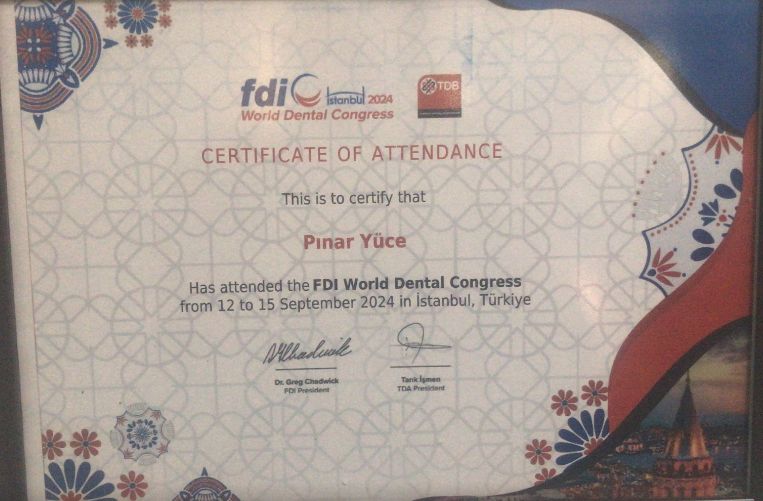 fdi İstanbul 2024
World Dental Congress
TDB
CERTIFICATE OF ATTENDANCE
This is to certify that
Pınar Yüce
Has attended the FDI World Dental Congress
from 12 to 15 September 2024 in İstanbul, Türkiye
Dr. Greg Chadwick
FDI President
Tarık İşmen
TDA President